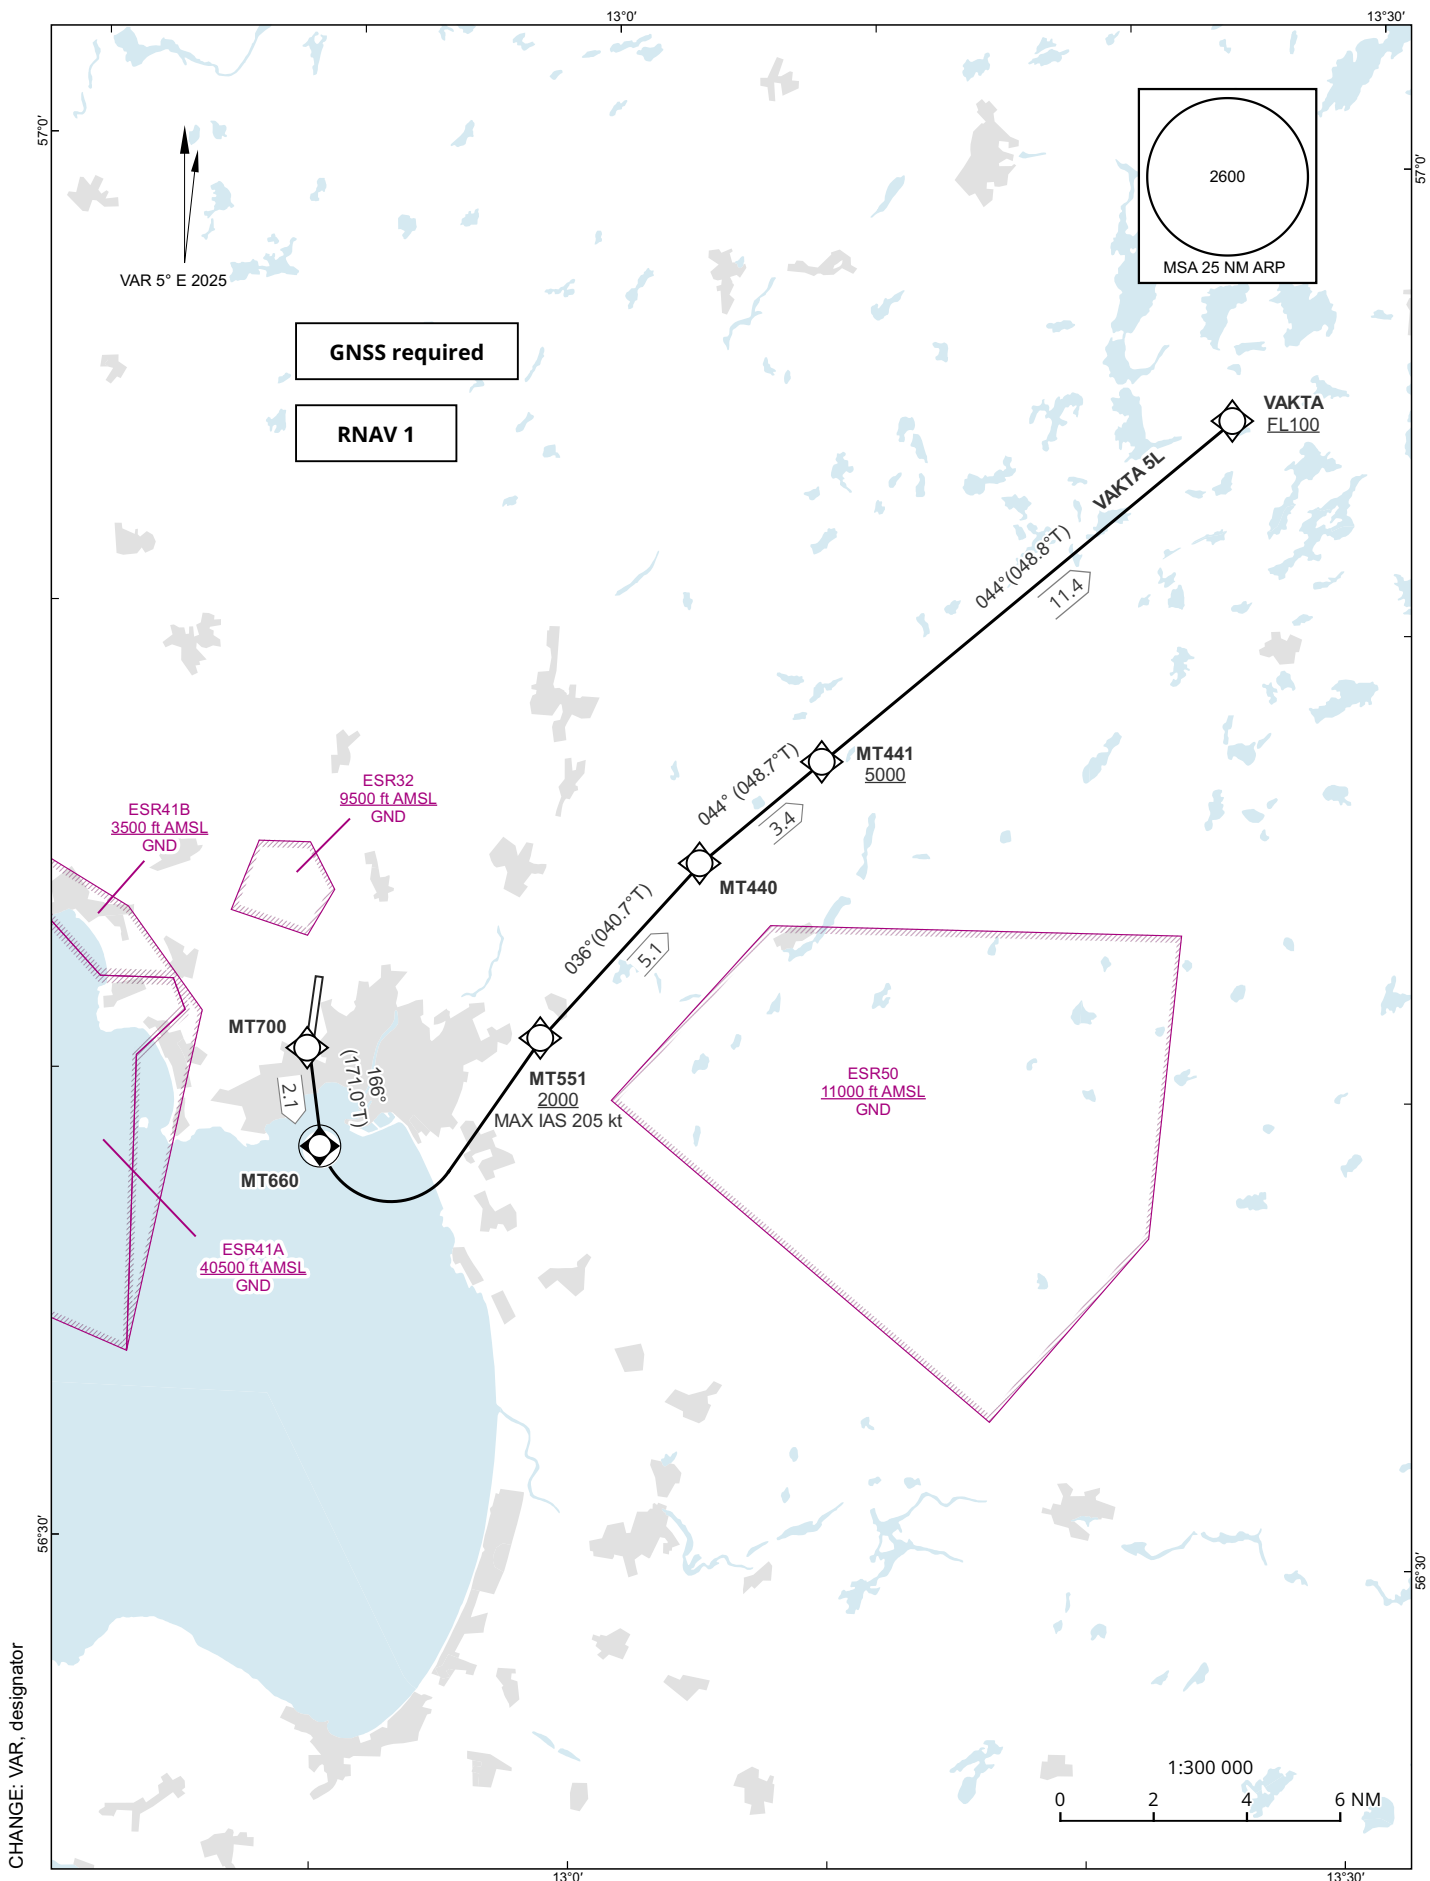 13°0'
13°30'
57°0'
57°0'
2600
MSA 25 NM ARP
VAR 5° E 2025
GNSS required
RNAV 1
VAKTA
FL100
VAKTA 5L
044°(048.8°T)
11.4
MT441
5000
044° (048.7°T)
3.4
MT440
036°(040.7°T)
5.1
ESR32
9500 ft AMSL
GND
ESR41B
3500 ft AMSL
GND
MT700
166°
(171.0°T)
2.1
MT551
2000
MAX IAS 205 kt
ESR50
11000 ft AMSL
GND
MT660
ESR41A
40500 ft AMSL
GND
56°30'
56°30'
CHANGE: VAR, designator
1:300 000
0 2 4 6 NM
13°0'
13°30'